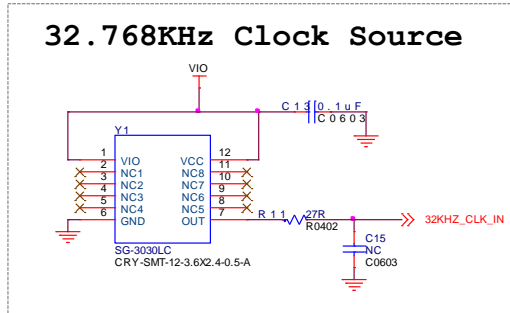 32.768KHz Clock Source
VIO
C13 0.1uF
C0603
Y1
1 VIO VCC 12
2 NC1 NC8 11
3 NC2 NC7 10
4 NC3 NC6 9
5 NC4 NC5 8
6 GND OUT 7
R11 27R
R0402
32KHZ_CLK_IN
C15
NC
C0603
SG-3030LC
CRY-SMT-12-3.6X2.4-0.5-A